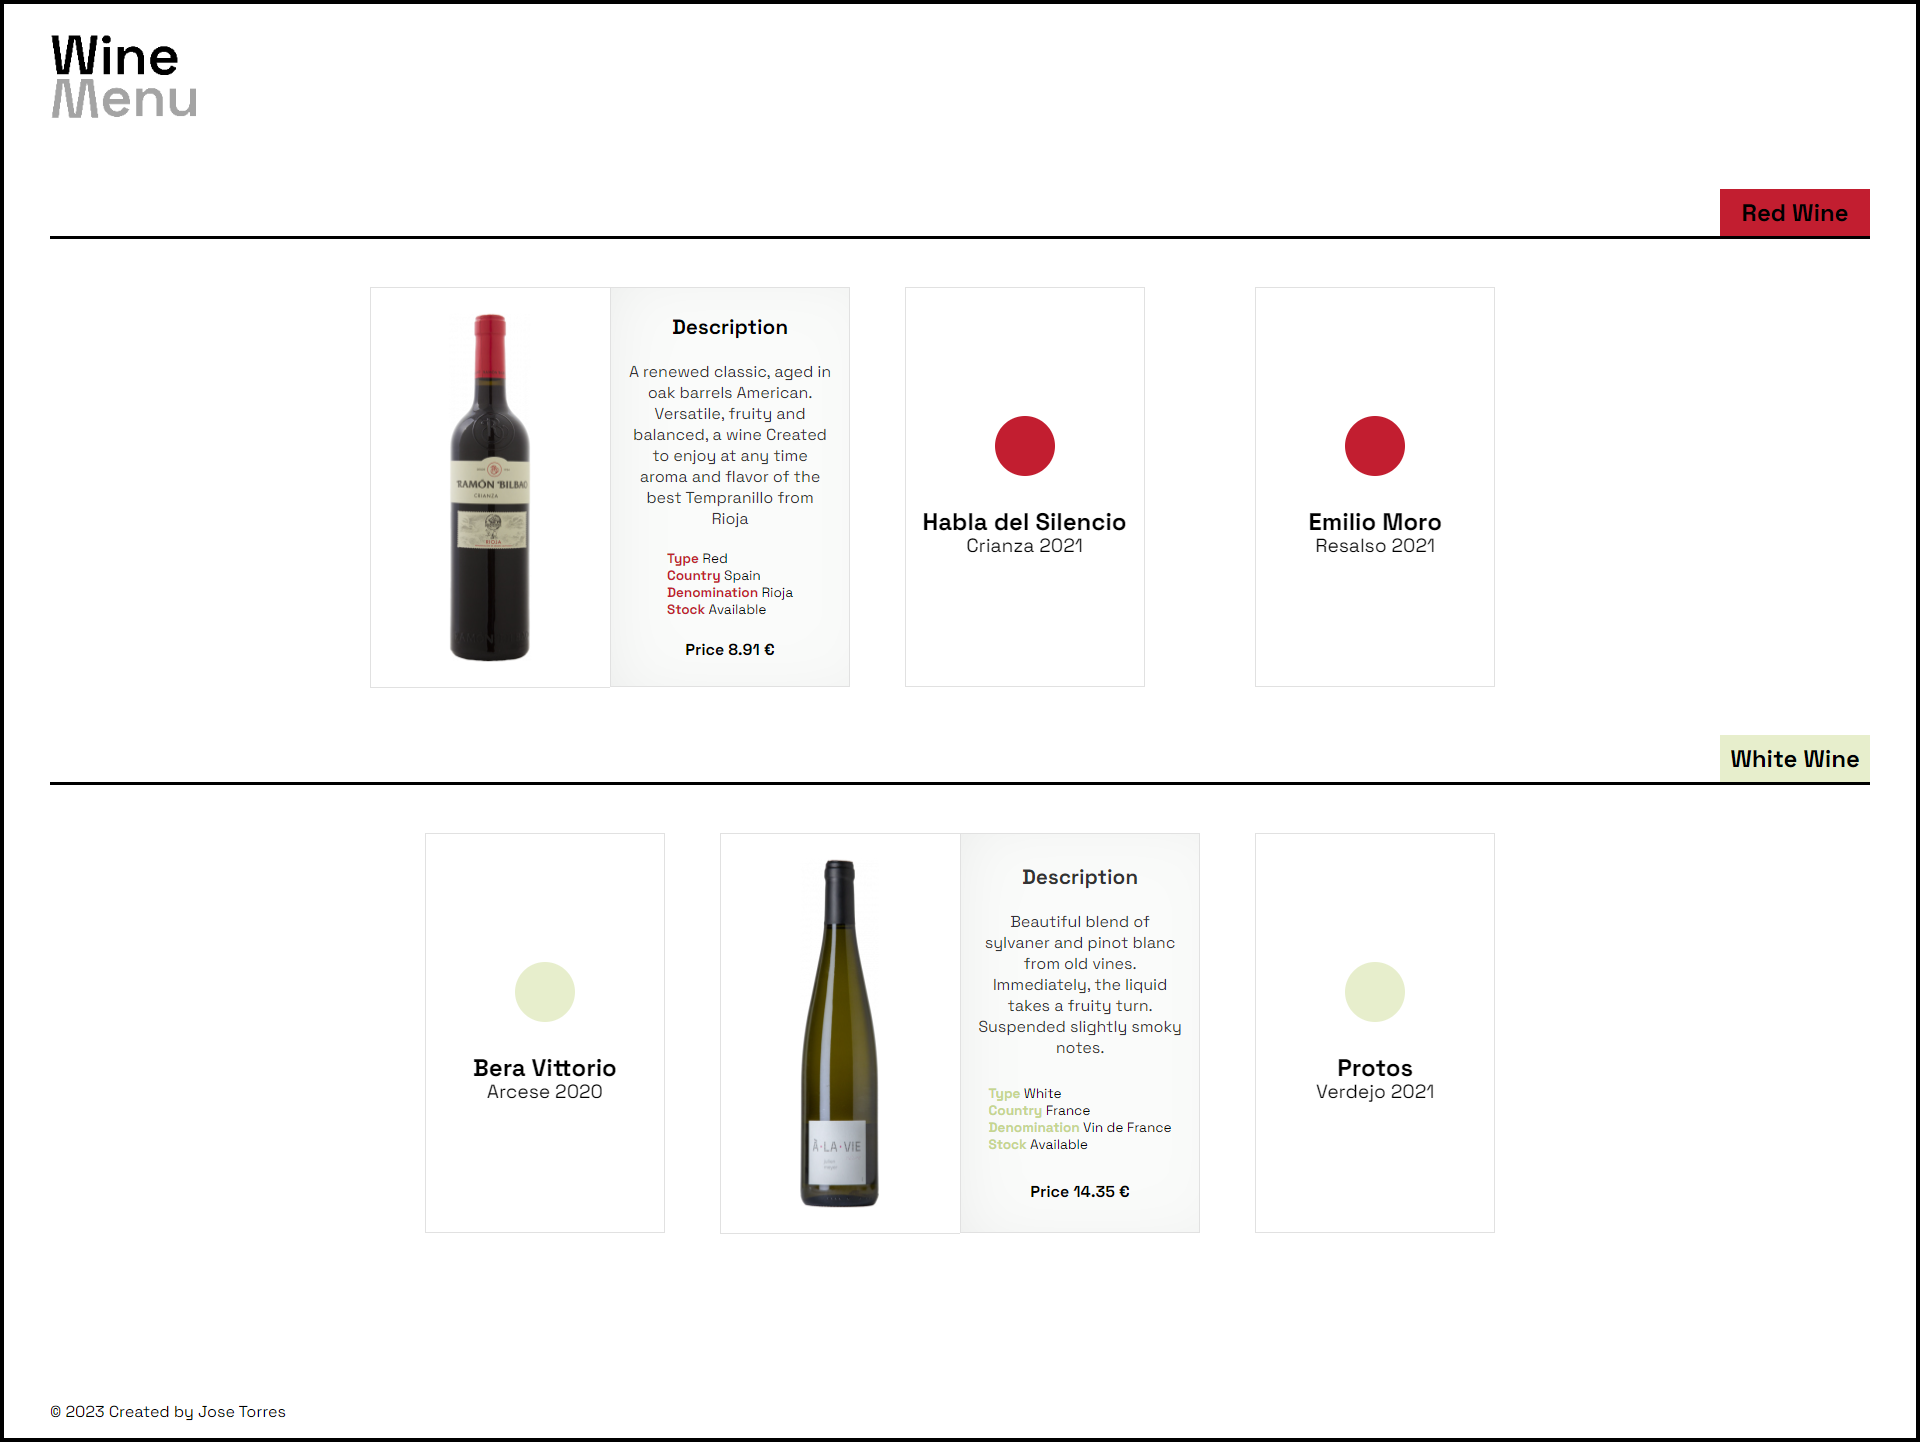 Wine
Menu
Red Wine
RAMÓN BILBAO
CRIANZA
RIOJA
Description
A renewed classic, aged in
oak barrels American.
Versatile, fruity and
balanced, a wine Created
to enjoy at any time
aroma and flavor of the
best Tempranillo from
Rioja
Type Red
Country Spain
Denomination Rioja
Stock Available
Price 8.91 €
Habla del Silencio
Crianza 2021
Emilio Moro
Resalso 2021
White Wine
Bera Vittorio
Arcese 2020
Â·LA·VIE
Description
Beautiful blend of
sylvaner and pinot blanc
from old vines.
Immediately, the liquid
takes a fruity turn.
Suspended slightly smoky
notes.
Type White
Country France
Denomination Vin de France
Stock Available
Price 14.35 €
Protos
Verdejo 2021
© 2023 Created by Jose Torres